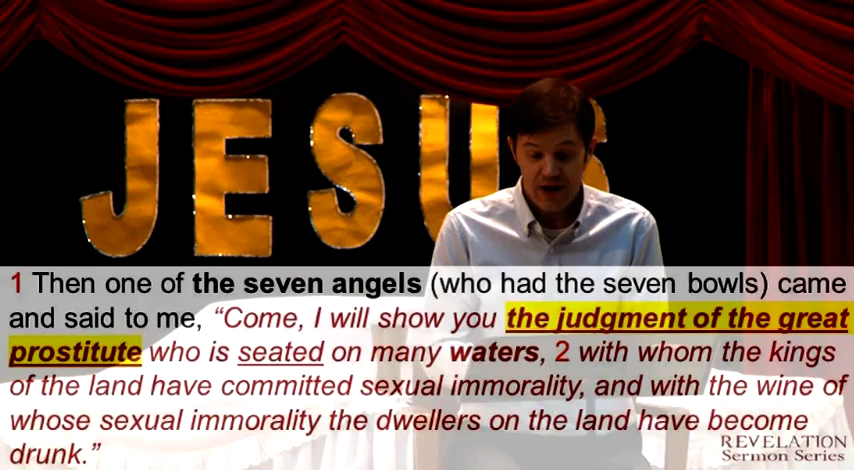 JESUS
1 Then one of the seven angels (who had the seven bowls) came
and said to me, “Come, I will show you the judgment of the great
prostitute who is seated on many waters, 2 with whom the kings
of the land have committed sexual immorality, and with the wine of
whose sexual immorality the dwellers on the land have become
drunk.”
REVELATION
Sermon Series